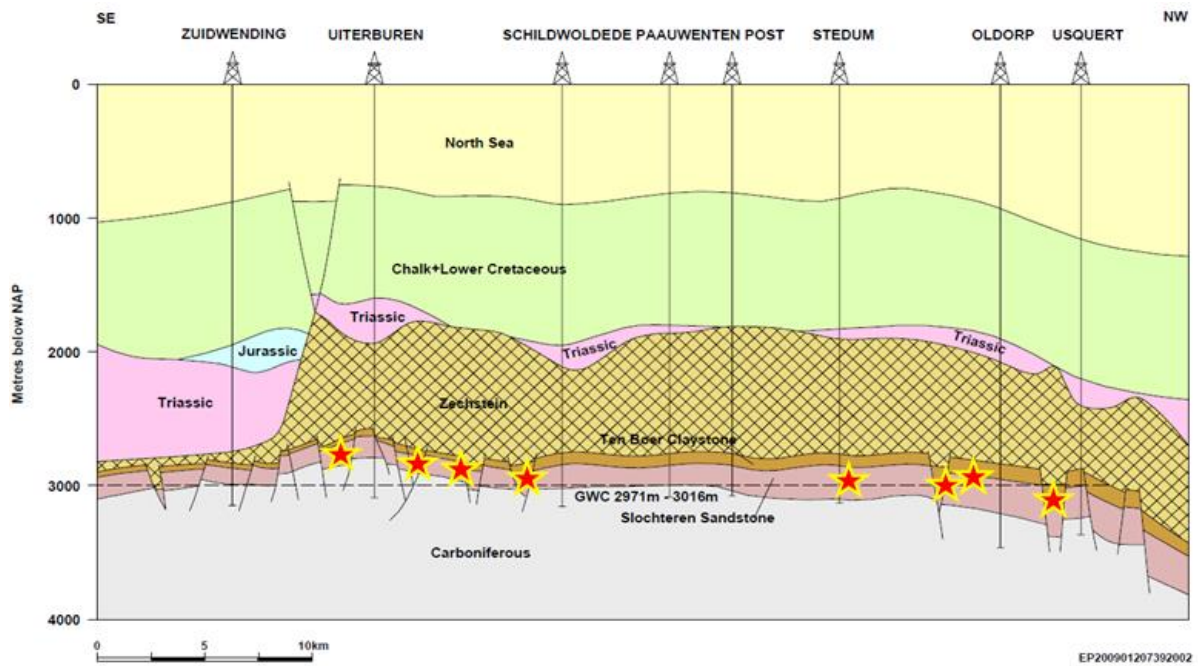 SE NW
ZUIDWENDING UITERBUREN SCHILDWOLDEDE PAAUWENTEN POST STEDUM OLDORP USQUERT
0
North Sea
1000
Chalk+Lower Cretaceous
Triassic
2000
Jurassic
Triassic
Triassic
Triassic
Zechstein
Ten Boer Claystone
3000
GWC 2971m - 3016m
Slochteren Sandstone
Carboniferous
4000
Metres below NAP
0 5 10km
EP200901207392002